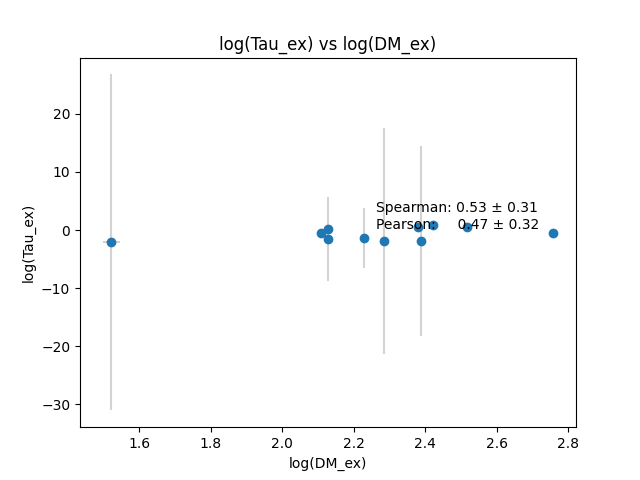 log(Tau_ex) vs log(DM_ex)
log(Tau_ex)
20
10
0
−10
−20
−30
Spearman: 0.53 ± 0.31
Pearson: 0.47 ± 0.32
1.6 1.8 2.0 2.2 2.4 2.6 2.8
log(DM_ex)